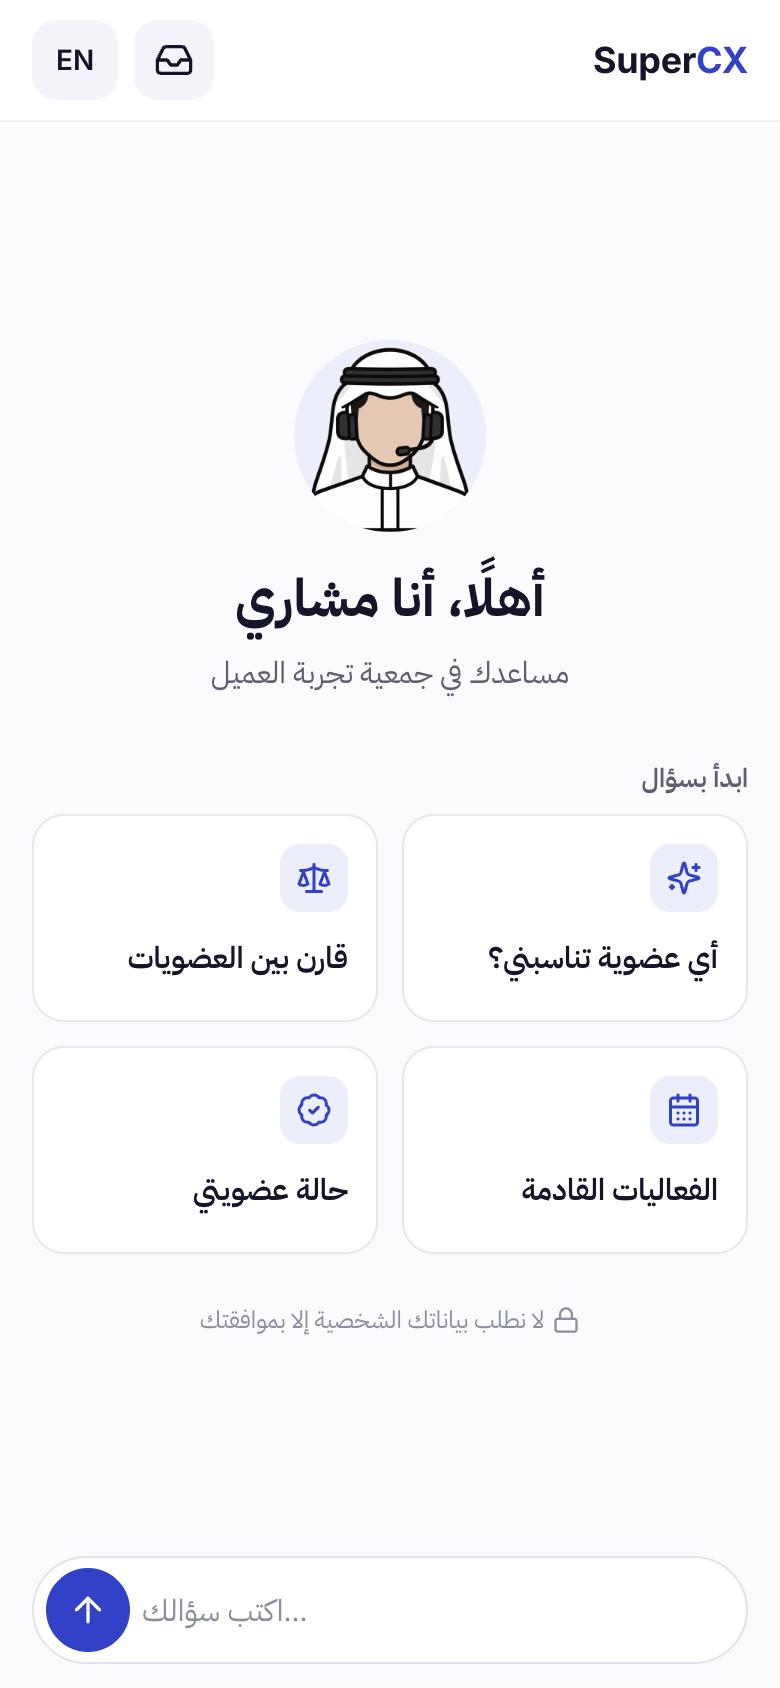 SuperCX
EN
أهلًا، أنا مشاري
مساعدك في جمعية تجربة العميل
ابدأ بسؤال
أي عضوية تناسبني؟
قارن بين العضويات
الفعاليات القادمة
حالة عضويتي
لا نطلب بياناتك الشخصية إلا بموافقتك
اكتب سؤالك...